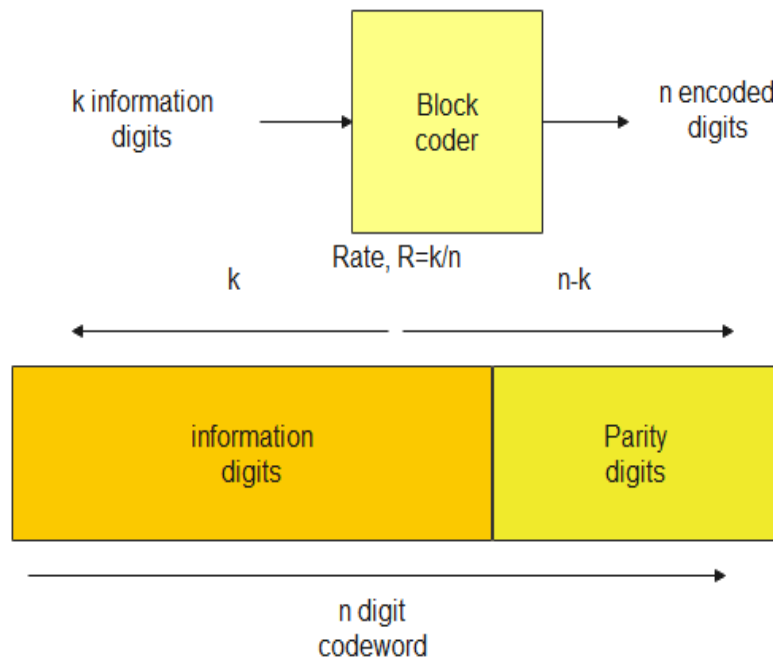 k information
digits
Block
coder
n encoded
digits
Rate, R=k/n
k
n-k
information
digits
Parity
digits
n digit
codeword